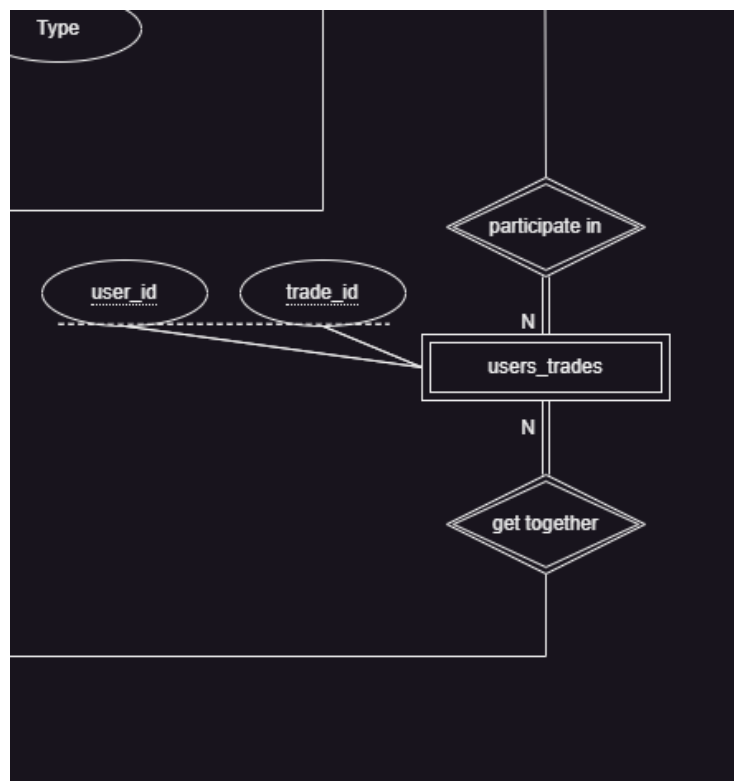 Type
participate in
user_id
trade_id
N
users_trades
N
get together